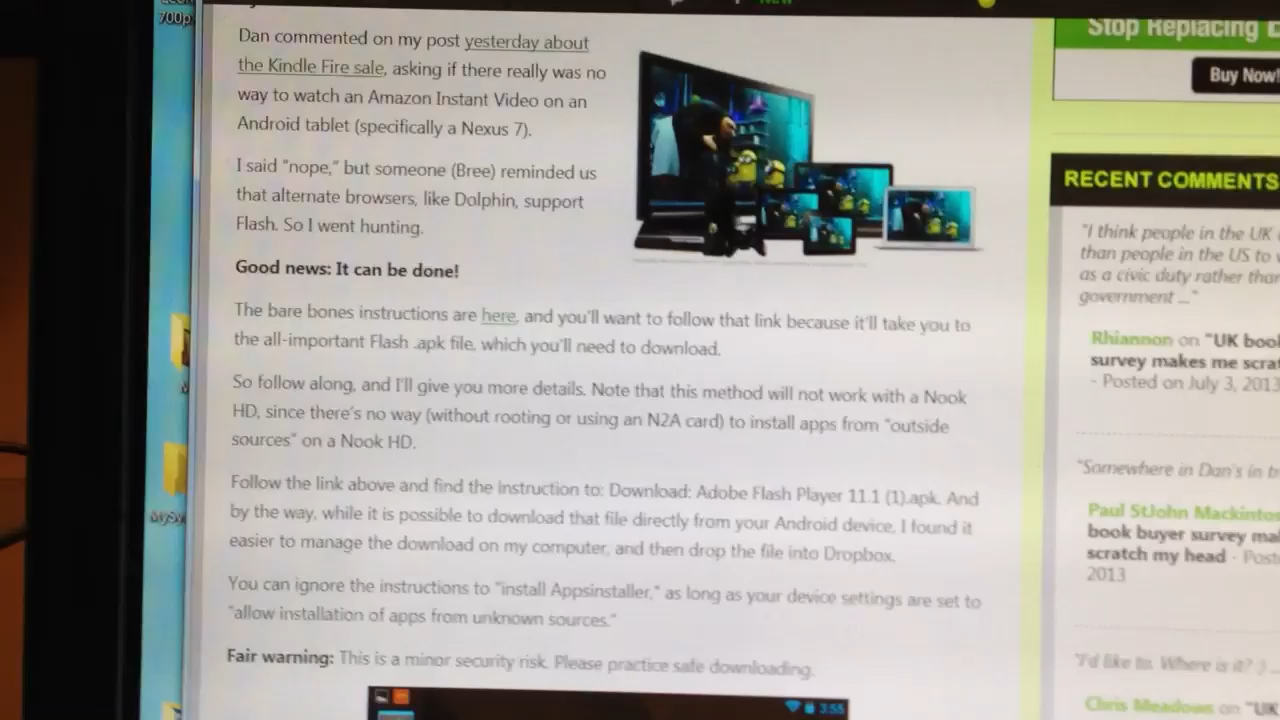 700p
Dan commented on my post yesterday about
the Kindle Fire sale, asking if there really was no
way to watch an Amazon Instant Video on an
Android tablet (specifically a Nexus 7).
I said "nope," but someone (Bree) reminded us
that alternate browsers, like Dolphin, support
Flash. So I went hunting.
Good news: It can be done!
The bare bones instructions are here, and you'll want to follow that link because it'll take you to
the all-important Flash .apk file, which you'll need to download.
So follow along, and I'll give you more details. Note that this method will not work with a Nook
HD, since there's no way (without rooting or using an N2A card) to install apps from "outside
sources" on a Nook HD.
Follow the link above and find the instruction to: Download: Adobe Flash Player 11.1 (1).apk. And
by the way, while it is possible to download that file directly from your Android device, I found it
easier to manage the download on my computer, and then drop the file into Dropbox.
You can ignore the instructions to "install Appsinstaller," as long as your device settings are set to
"allow installation of apps from unknown sources."
Fair warning: This is a minor security risk. Please practice safe downloading.
3:55
Stop Replacing
Buy Now!
RECENT COMMENTS
"I think people in the UK
than people in the US to
as a civic duty rather than
government ..."
Rhiannon on "UK book
survey makes me scra
- Posted on July 3, 2013
"Somewhere in Dan's in
Paul StJohn Mackintos
book buyer survey ma
scratch my head - Post
2013
"I'd like to. Where is it? :) ...
Chris Meadows on "UK